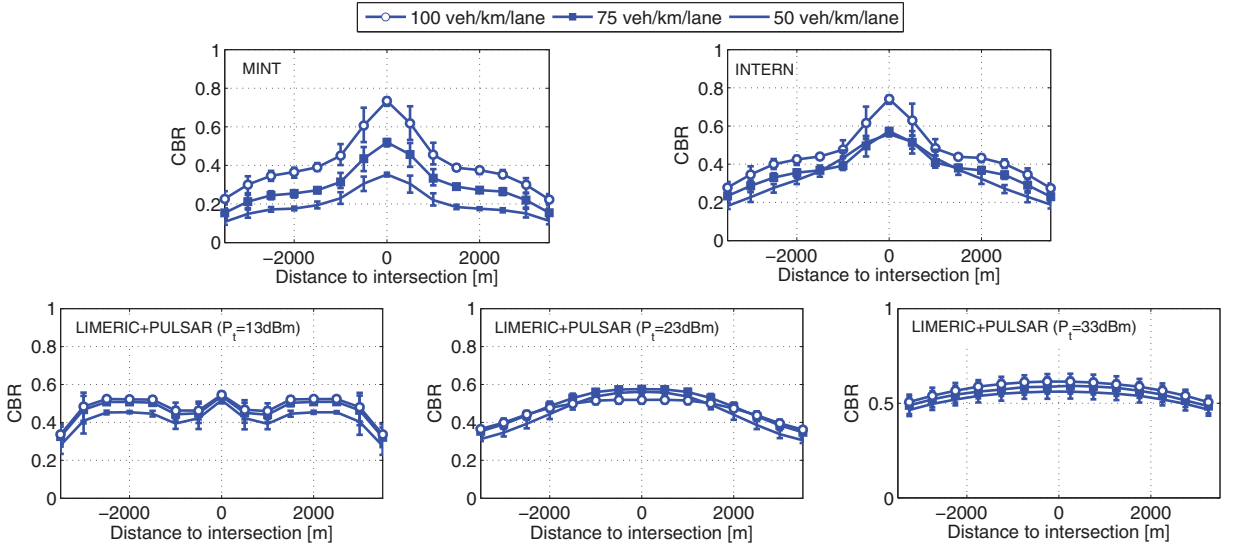 100 veh/km/lane 75 veh/km/lane 50 veh/km/lane
MINT
CBR
1
0.8
0.6
0.4
0.2
0
−2000 0 2000
Distance to intersection [m]
INTERN
CBR
1
0.8
0.6
0.4
0.2
0
−2000 0 2000
Distance to intersection [m]
LIMERIC+PULSAR (Pt=13dBm)
CBR
1
0.8
0.6
0.4
0.2
0
−2000 0 2000
Distance to intersection [m]
LIMERIC+PULSAR (Pt=23dBm)
CBR
1
0.8
0.6
0.4
0.2
0
−2000 0 2000
Distance to intersection [m]
LIMERIC+PULSAR (Pt=33dBm)
CBR
1
0.5
0
−2000 0 2000
Distance to intersection [m]